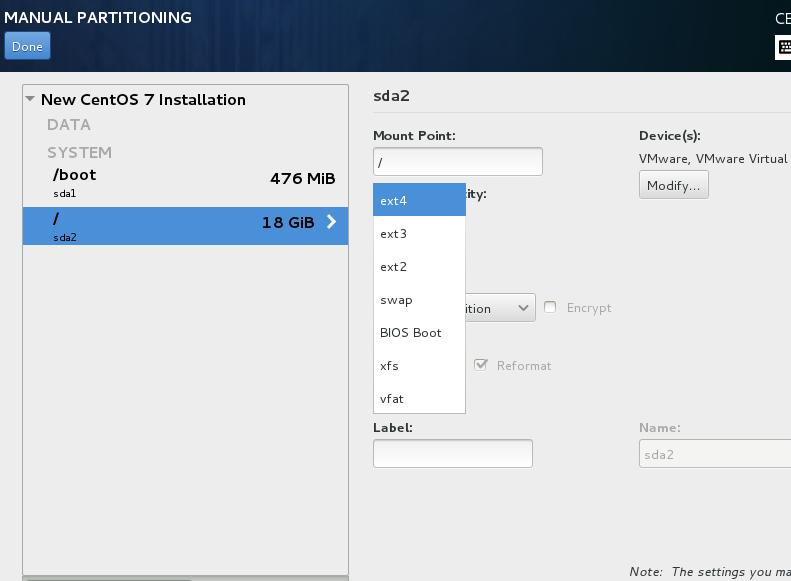 MANUAL PARTITIONING
CE
Done
New CentOS 7 Installation
DATA
SYSTEM
/boot
476 MiB
sda1
/
18 GiB
sda2
sda2
Mount Point:
Device(s):
/
VMware, VMware Virtual
Modify...
ity:
ext4
ext3
ext2
swap
ition
Encrypt
BIOS Boot
xfs
Reformat
vfat
Label:
Name:
sda2
Note: The settings you ma